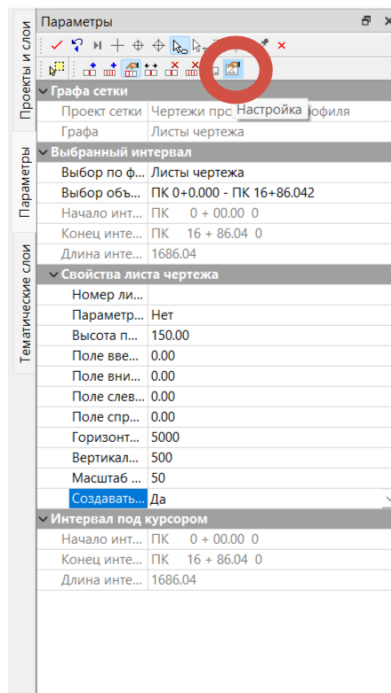 Параметры
Проекты и слои
Параметры
Тематические слои
Настройка
Графа сетки
Проект сетки Чертежи про офиля
Графа Листы чертежа
Выбранный интервал
Выбор по ф... Листы чертежа
Выбор объ... ПК 0+0.000 - ПК 16+86.042
Начало инт... ПК 0 + 00.00 0
Конец инте... ПК 16 + 86.04 0
Длина инте... 1686.04
Свойства листа чертежа
Номер ли...
Параметр... Нет
Высота п... 150.00
Поле вве... 0.00
Поле вни... 0.00
Поле слев... 0.00
Поле спр... 0.00
Горизонт... 5000
Вертикал... 500
Масштаб ... 50
Создавать... Да
Интервал под курсором
Начало инт... ПК 0 + 00.00 0
Конец инте... ПК 16 + 86.04 0
Длина инте... 1686.04